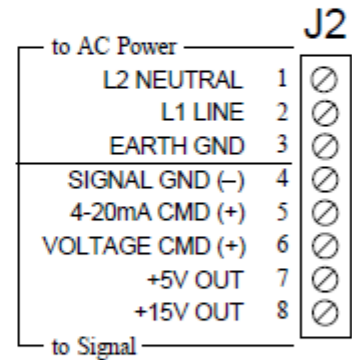 J2
to AC Power
L2 NEUTRAL 1
L1 LINE 2
EARTH GND 3
SIGNAL GND (–) 4
4-20mA CMD (+) 5
VOLTAGE CMD (+) 6
+5V OUT 7
+15V OUT 8
to Signal